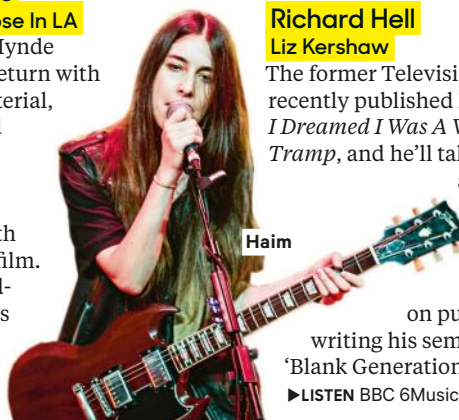 se In LA
Hynde
eturn with
terial,
th
film.
s
Haim
Richard Hell
Liz Kershaw
The former Televisi
recently published
I Dreamed I Was A V
Tramp, and he'll tal
on pu
writing his sem
‘Blank Generation
▶LISTEN BBC 6Music